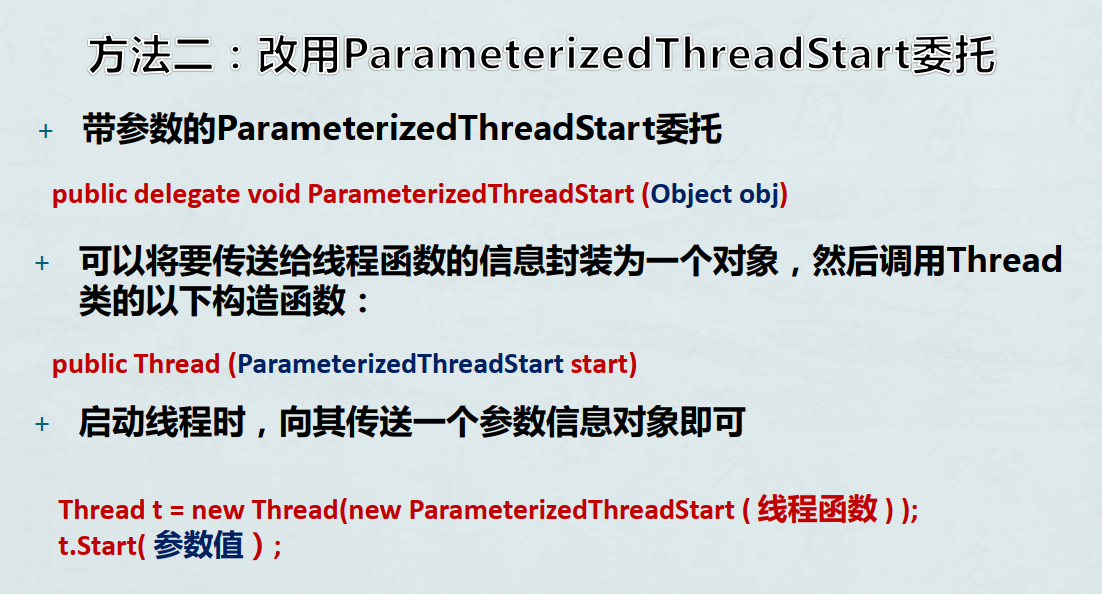 方法二：改用ParameterizedThreadStart委托
+ 带参数的ParameterizedThreadStart委托
public delegate void ParameterizedThreadStart (Object obj)
+ 可以将要传送给线程函数的信息封装为一个对象，然后调用Thread
类的以下构造函数：
public Thread (ParameterizedThreadStart start)
+ 启动线程时，向其传送一个参数信息对象即可
Thread t = new Thread(new ParameterizedThreadStart ( 线程函数 ) );
t.Start( 参数值 ) ;